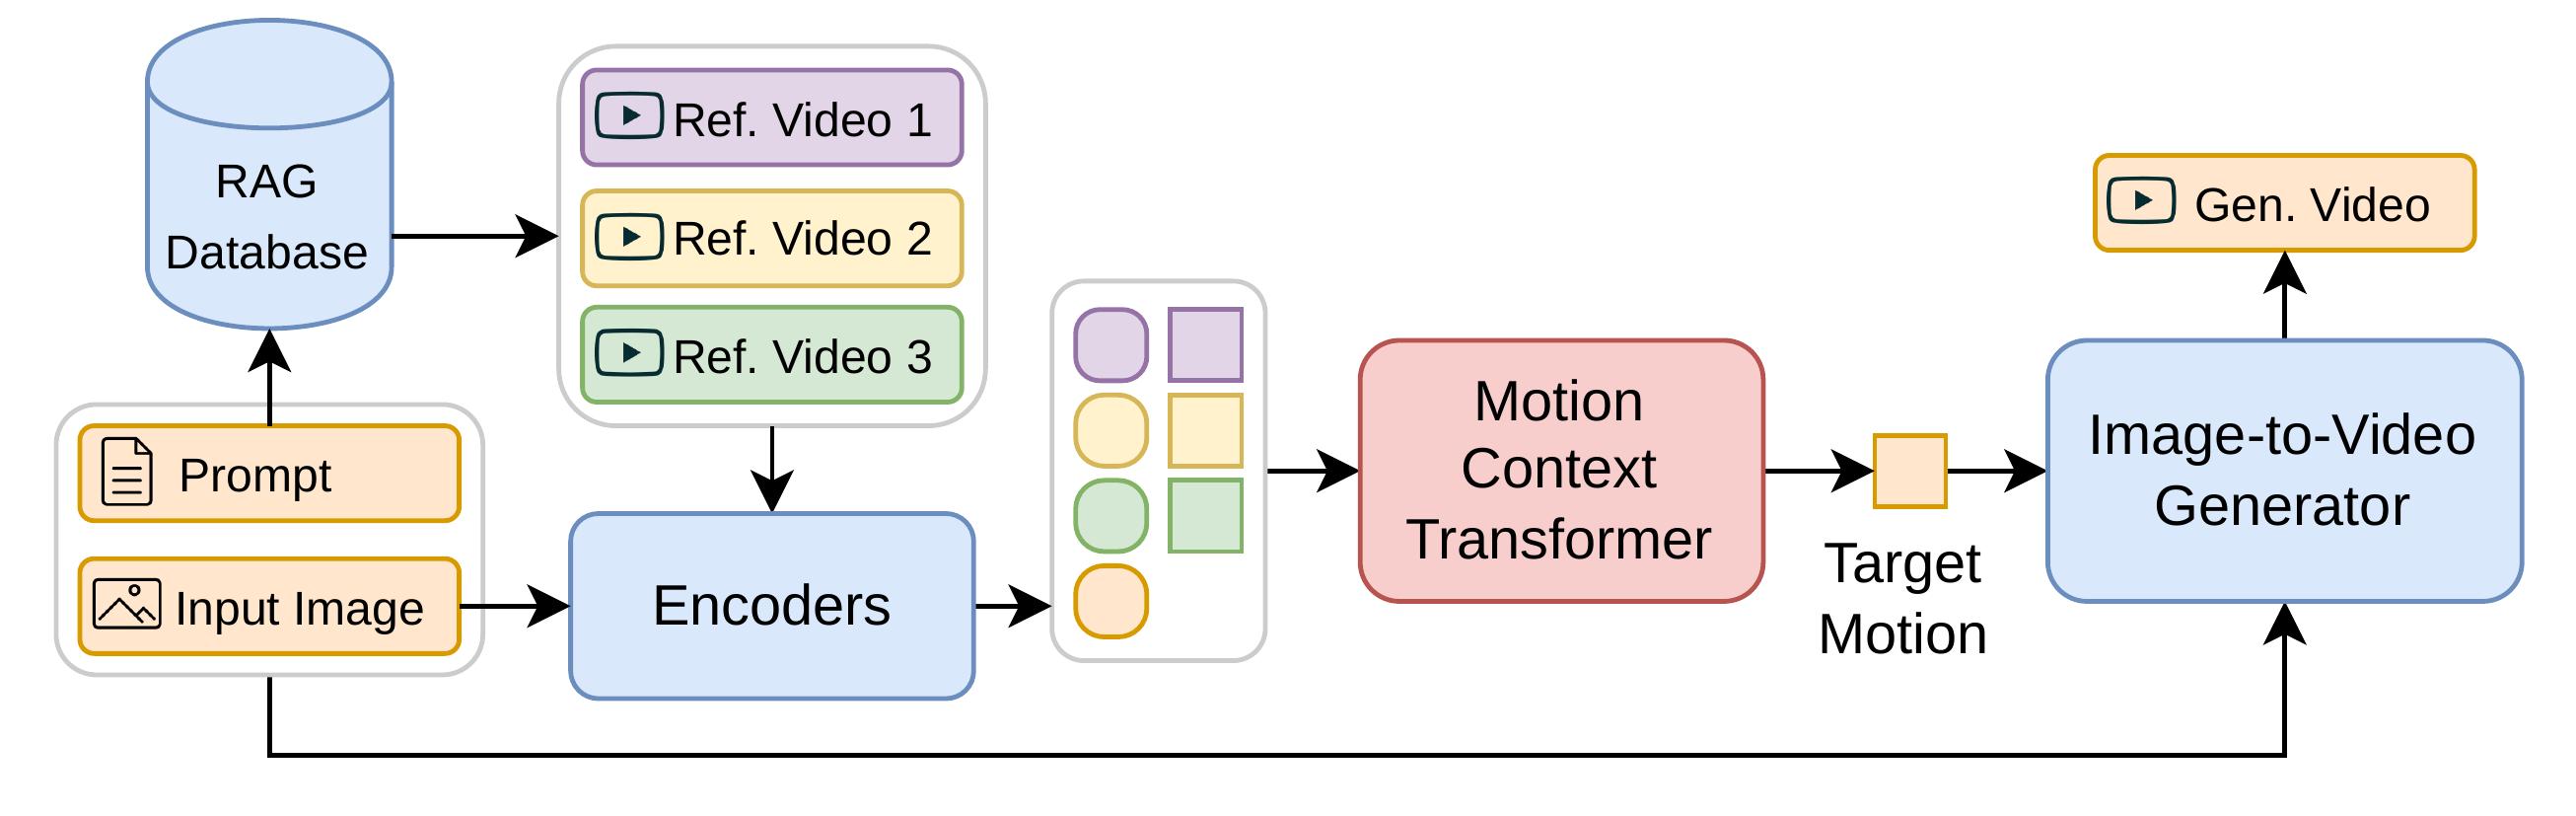 RAG
Database
Prompt
Input Image
Ref. Video 1
Ref. Video 2
Ref. Video 3
Encoders
Motion
Context
Transformer
Target
Motion
Gen. Video
Image-to-Video
Generator